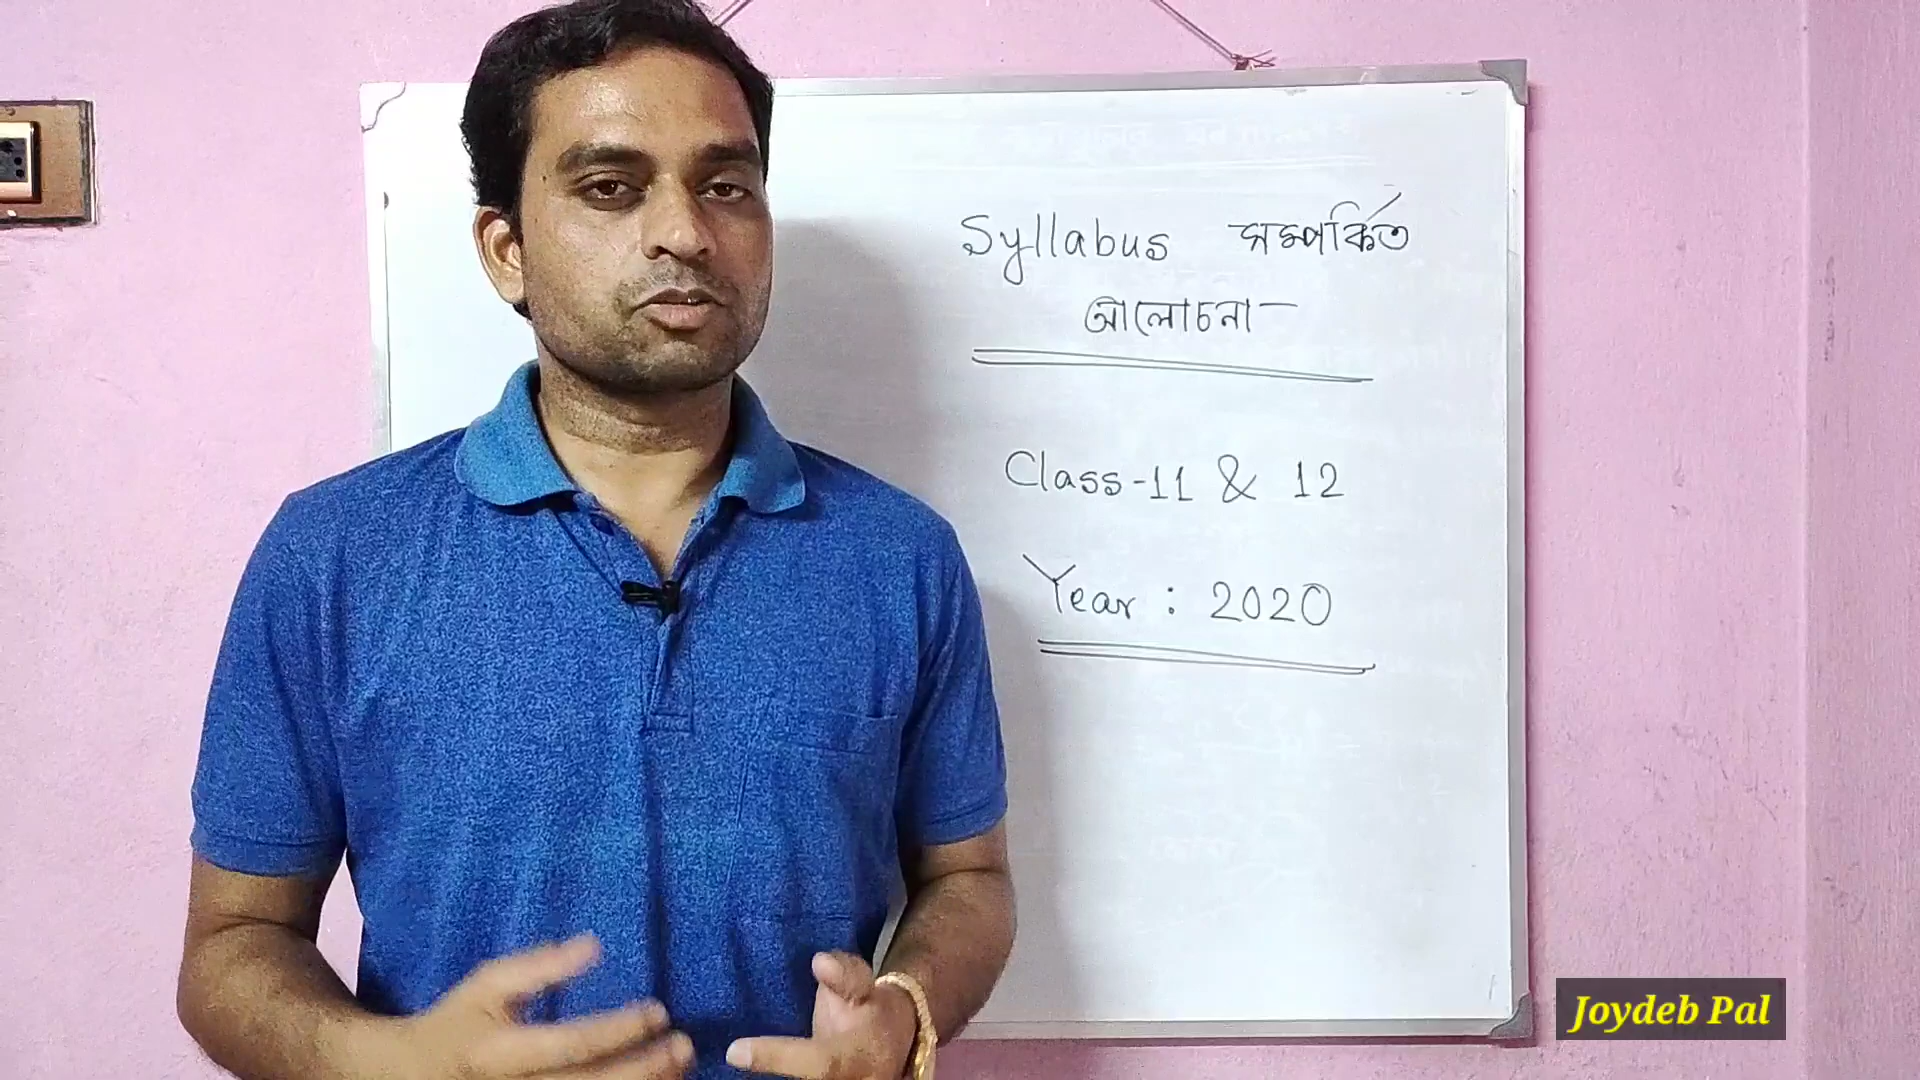 Syllabus সম্পর্কিত
আলোচনা -
Class-11 & 12
Year : 2020
Joydeb Pal